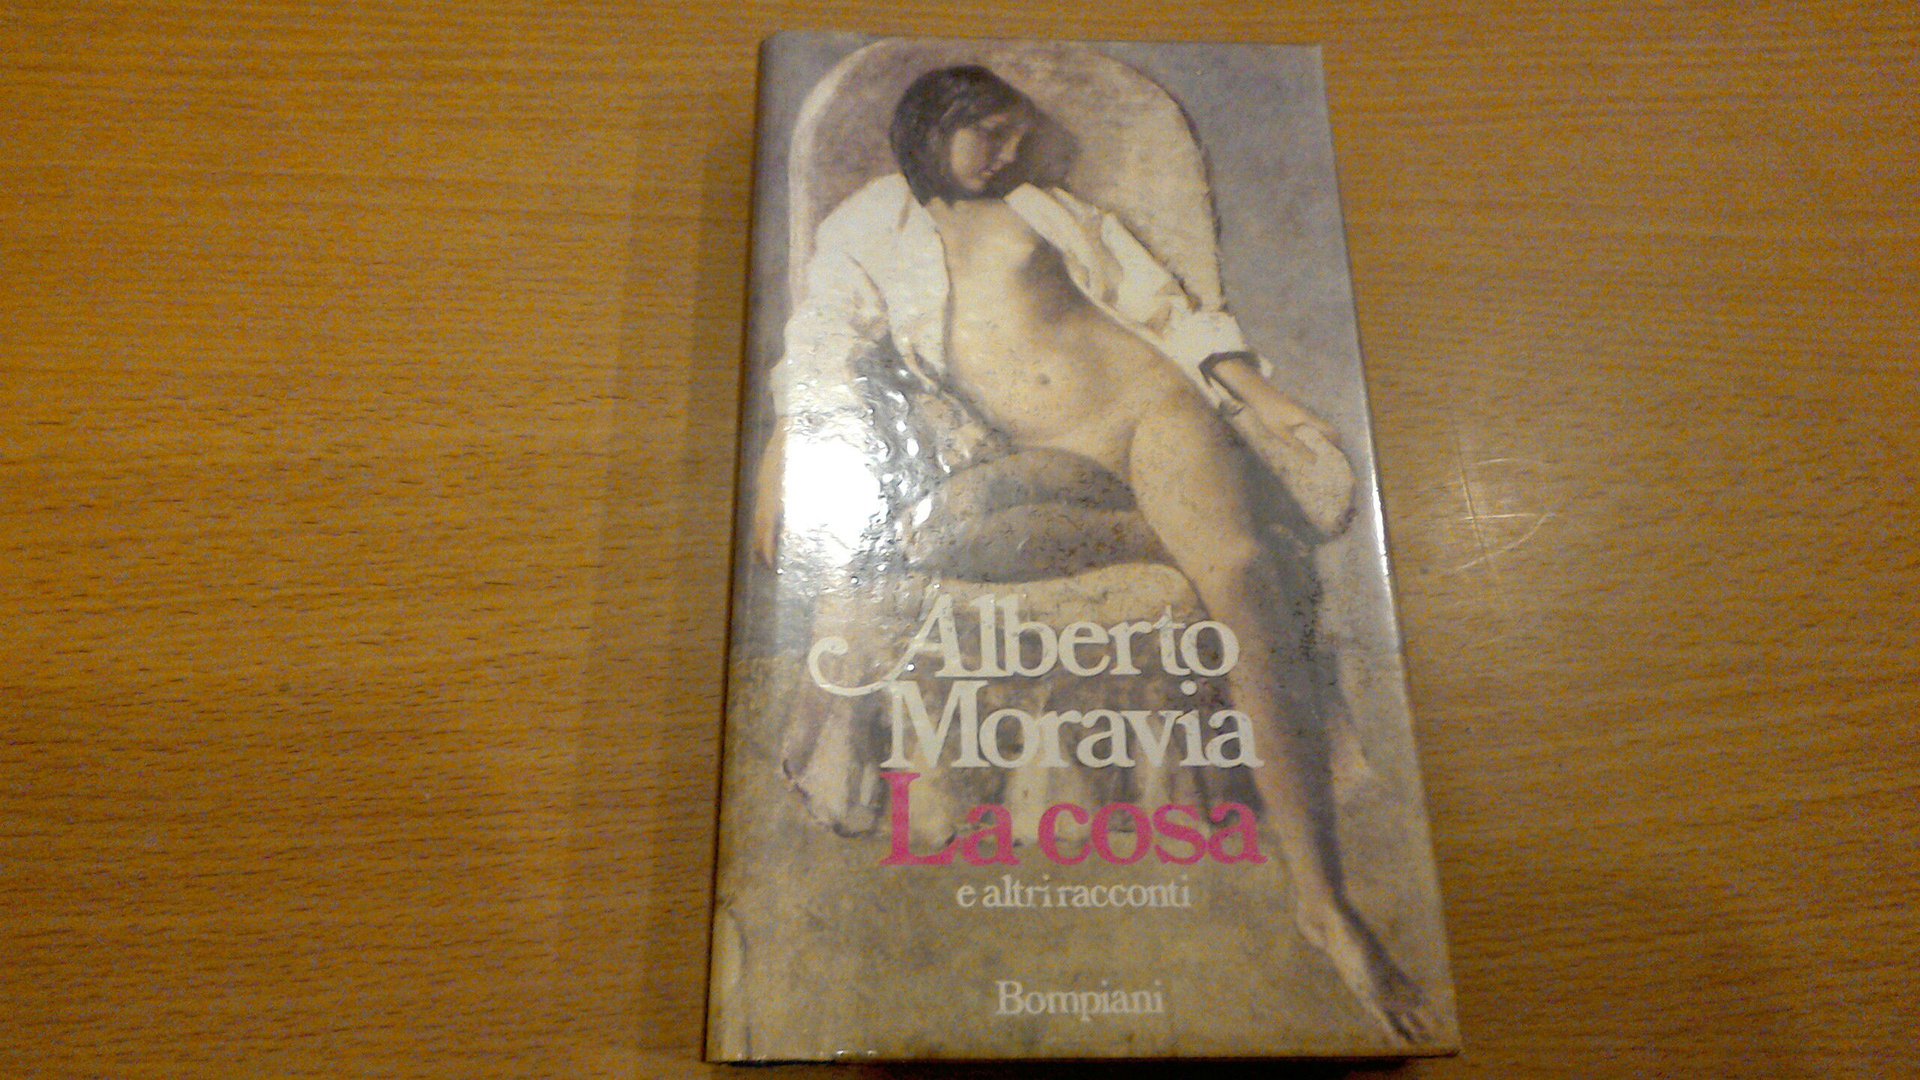 Alberto
Moravia
La cosa
e altri racconti
Bompiani